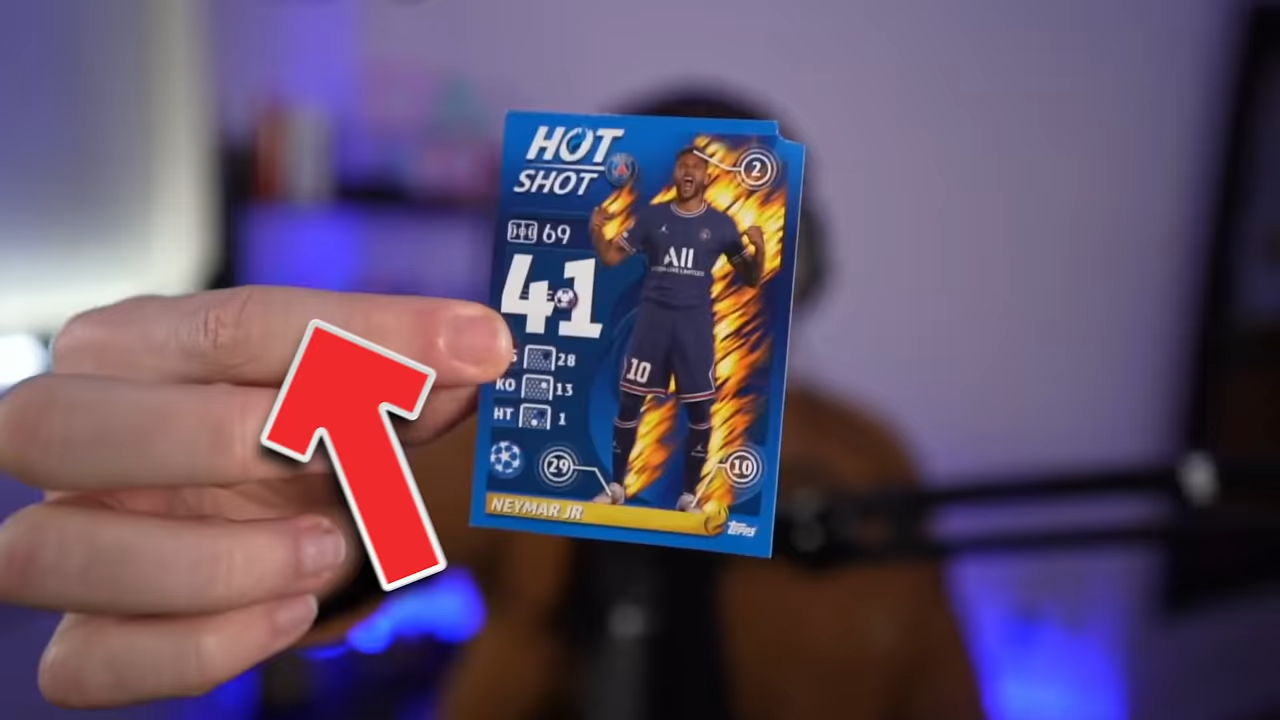 HOT
SHOT
2
69
41
28
KO 13
HT 1
29
10
10
NEYMAR JR
Topps
All